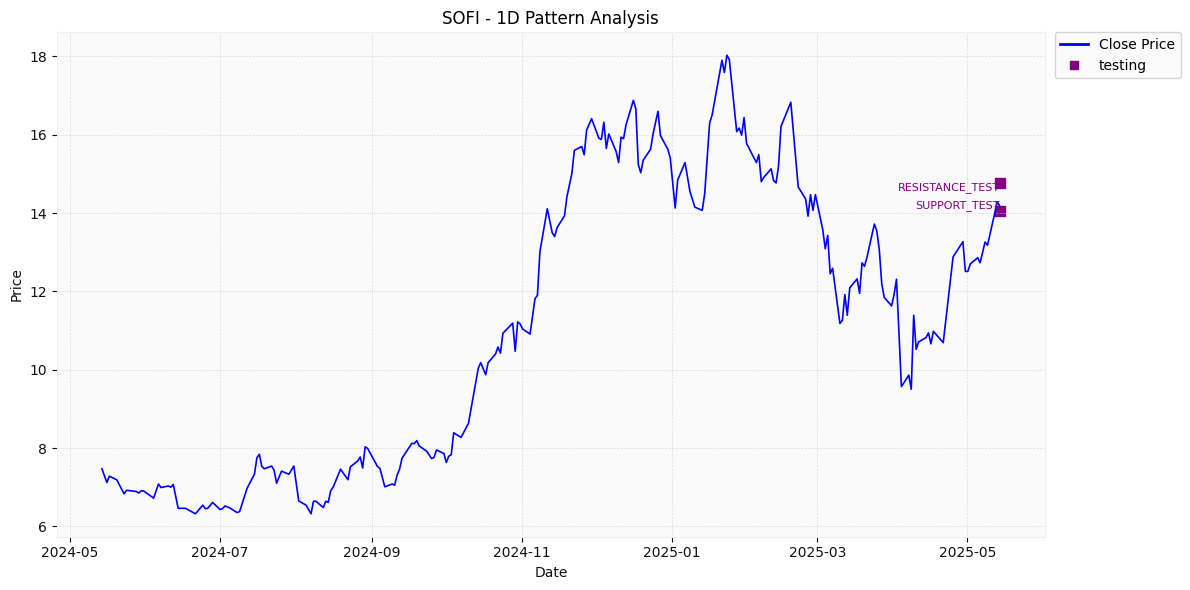 SOFI - 1D Pattern Analysis
Close Price
testing
18
16
14
12
10
8
6
Price
RESISTANCE_TEST
SUPPORT_TEST
2024-05
2024-07
2024-09
2024-11
2025-01
2025-03
2025-05
Date